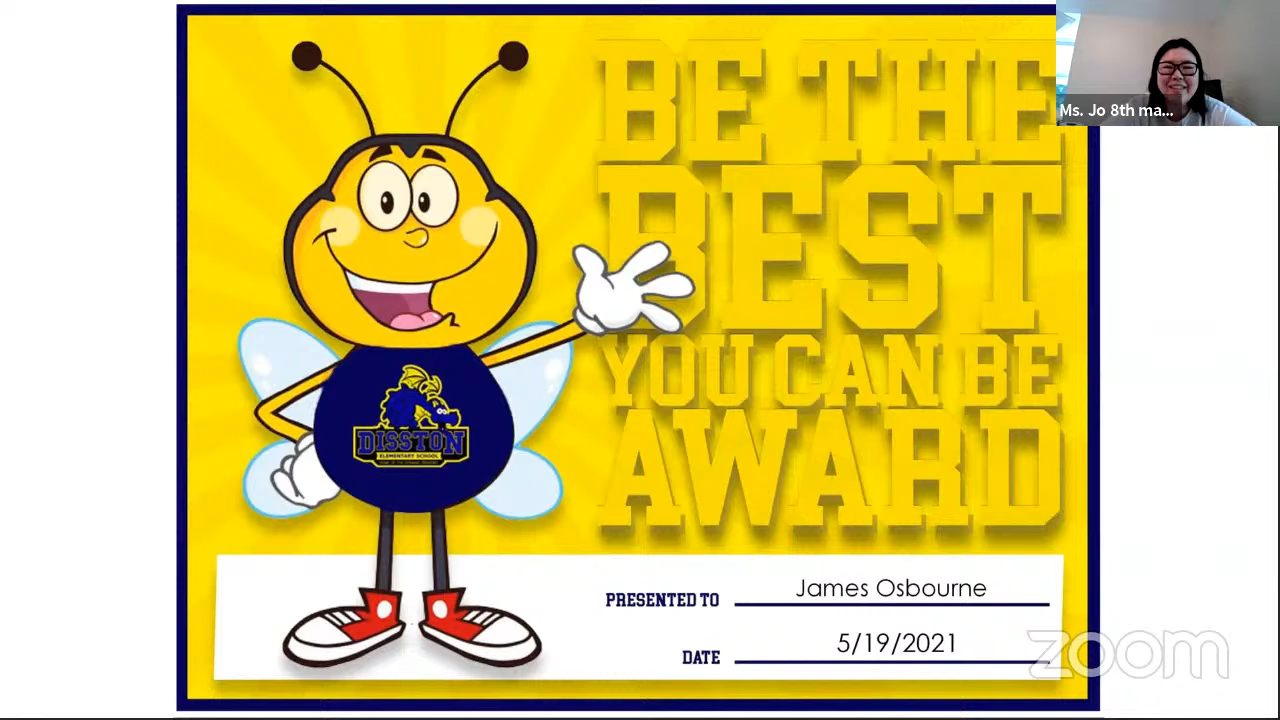 BE THE
BEST
YOU CAN BE
AWARD
Ms. Jo 8th ma...
DISSTON
ELEMENTARY SCHOOL
PRESENTED TO James Osbourne
DATE 5/19/2021
zoom